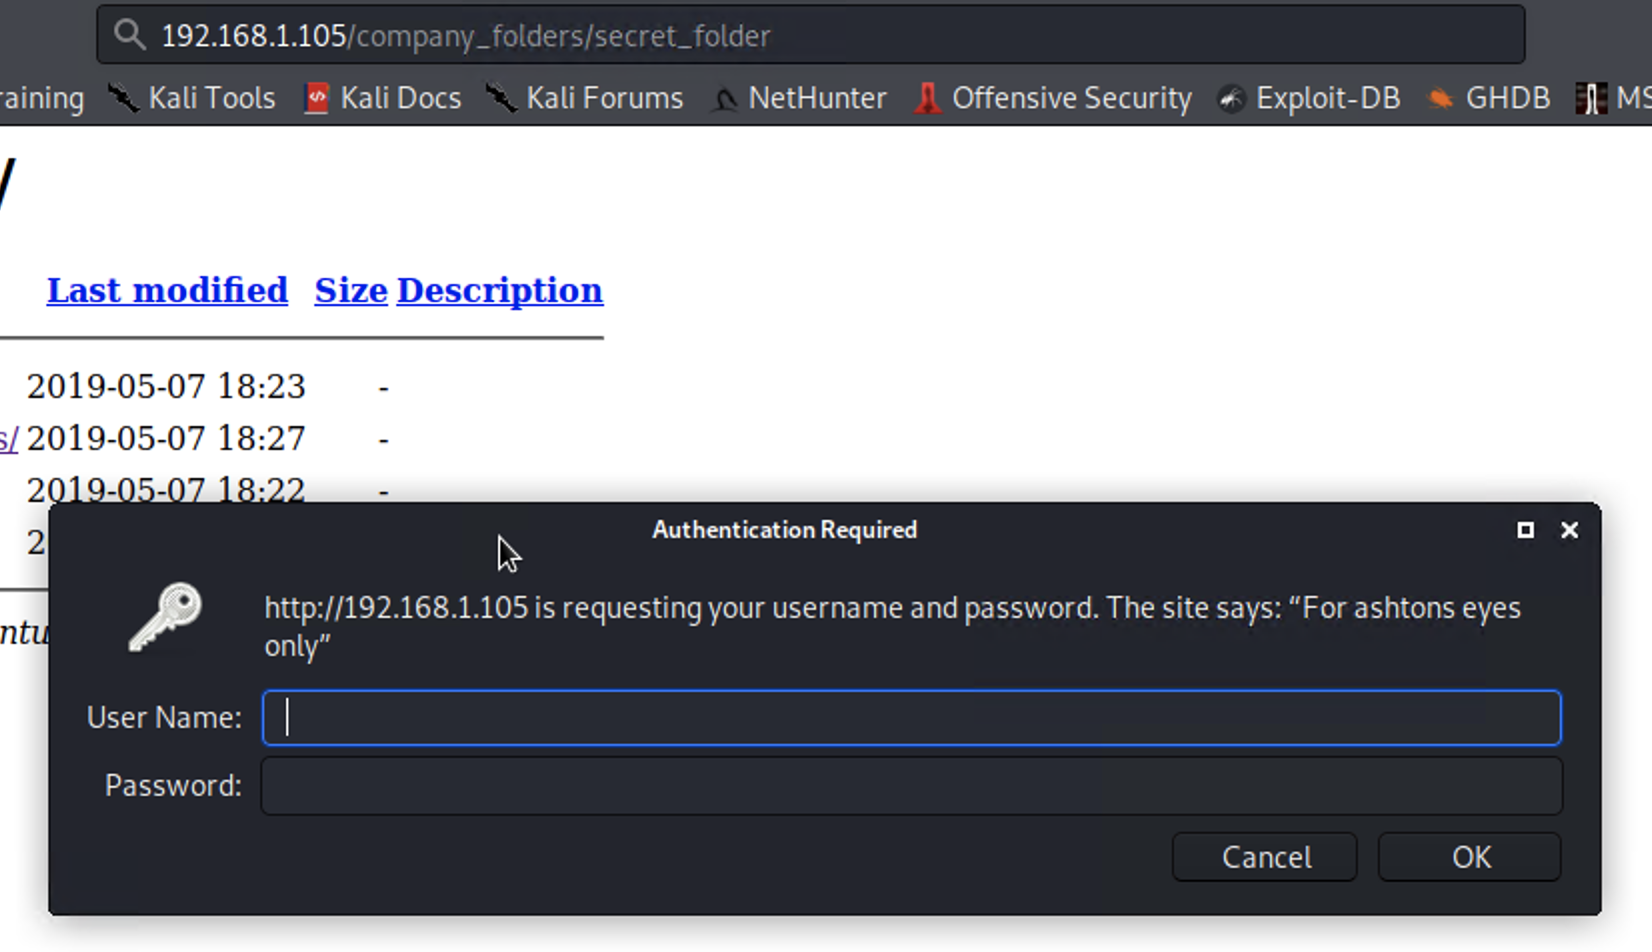 192.168.1.105/company_folders/secret_folder
raining Kali Tools Kali Docs Kali Forums NetHunter Offensive Security Exploit-DB GHDB MS
/
Last modified Size Description
2019-05-07 18:23 -
s/ 2019-05-07 18:27 -
2019-05-07 18:22 -
2
ntu
Authentication Required
http://192.168.1.105 is requesting your username and password. The site says: “For ashtons eyes
only”
User Name:
Password:
Cancel OK